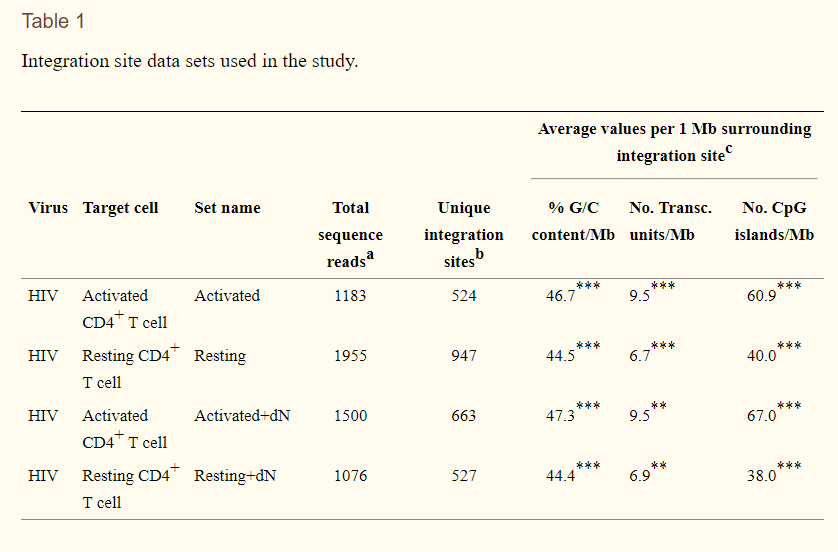 Table 1
Integration site data sets used in the study.
Average values per 1 Mb surrounding
integration siteᶜ
Virus Target cell Set name Total Unique % G/C No. Transc. No. CpG
sequence integration content/Mb units/Mb islands/Mb
readsᵃ sitesᵇ
HIV Activated Activated 1183 524 46.7*** 9.5*** 60.9***
CD4⁺ T cell
HIV Resting CD4⁺ Resting 1955 947 44.5*** 6.7*** 40.0***
T cell
HIV Activated Activated+dN 1500 663 47.3*** 9.5** 67.0***
CD4⁺ T cell
HIV Resting CD4⁺ Resting+dN 1076 527 44.4*** 6.9** 38.0***
T cell